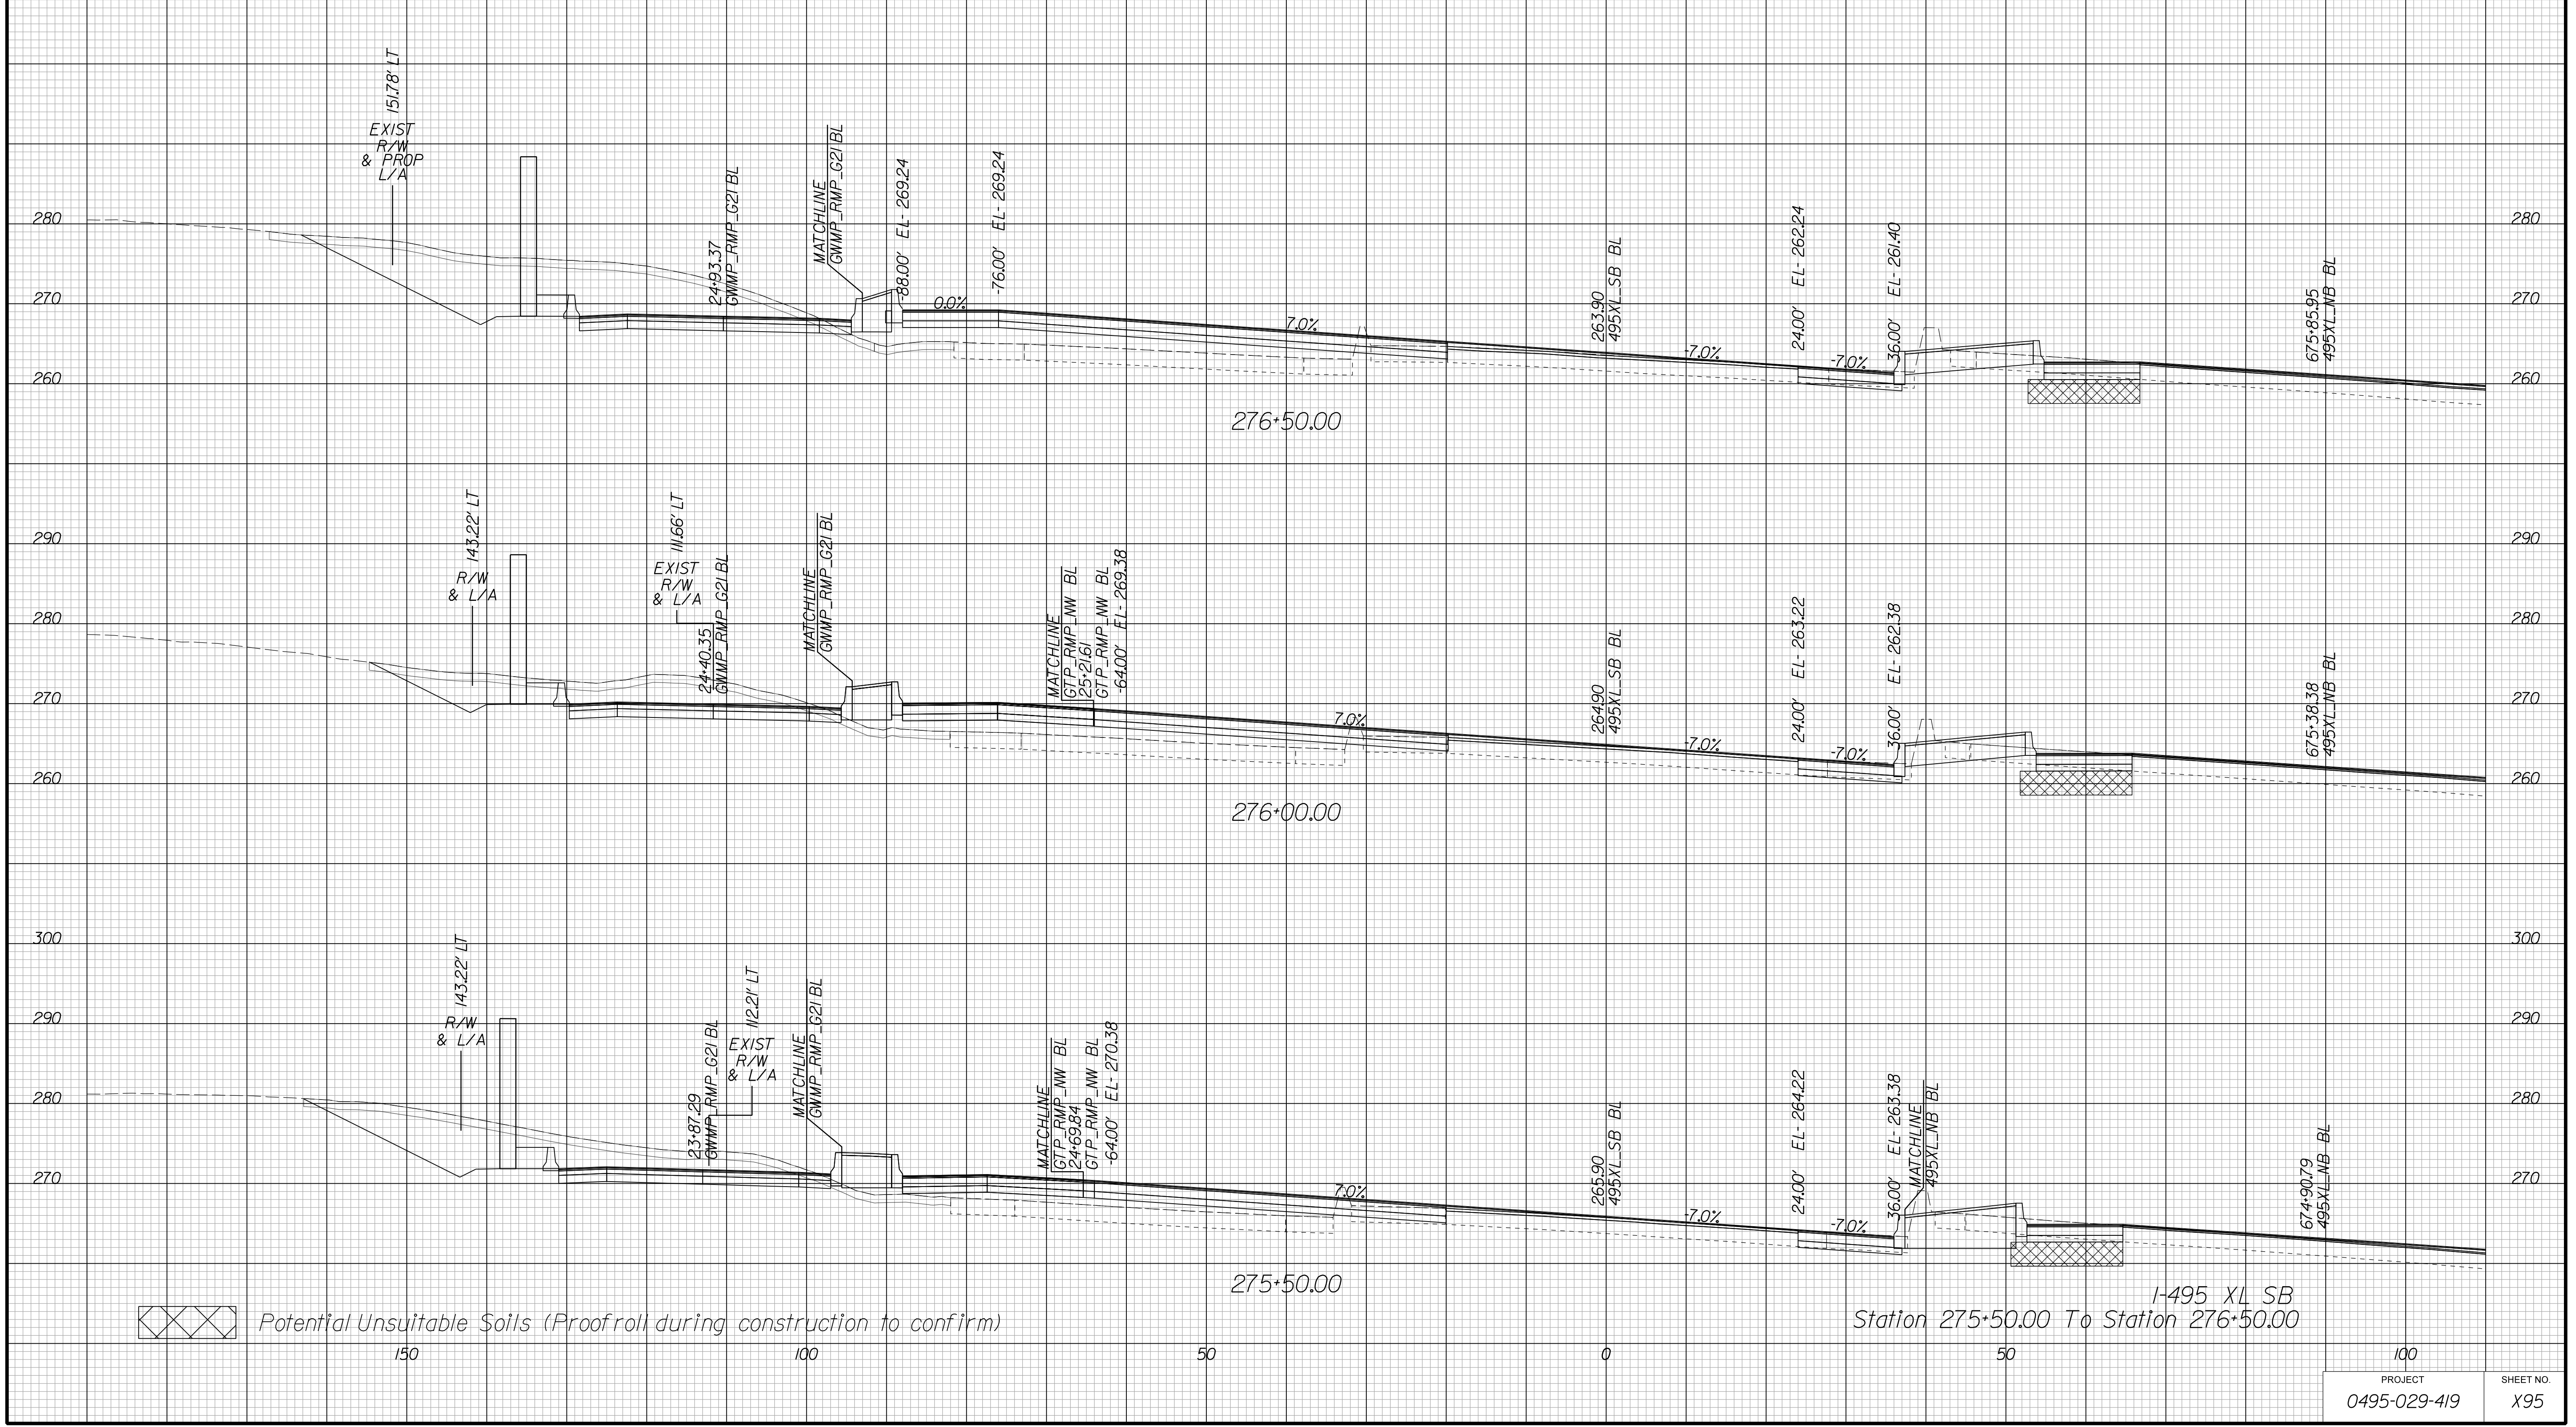 151.78' LT
EXIST
R/W
& PROP
L/A
24+93.37
GWMP_RMP_G21 BL
MATCHLINE
GWMP_RMP_G21 BL
-88.00' EL- 269.24
-76.00' EL- 269.24
263.90
495XL_SB BL
24.00' EL- 262.24
36.00' EL- 261.40
675+85.95
495XL_NB BL
280
280
270
270
260
260
0.0%
7.0%
-7.0%
-7.0%
276+50.00
143.22' LT
R/W
& L/A
111.66' LT
EXIST
R/W
& L/A
24+40.35
GWMP_RMP_G21 BL
MATCHLINE
GWMP_RMP_G21 BL
MATCHLINE
GTP_RMP_NW BL
25+21.61
GTP_RMP_NW BL
-64.00' EL- 269.38
264.90
495XL_SB BL
24.00' EL- 263.22
36.00' EL- 262.38
675+38.38
495XL_NB BL
290
290
280
280
270
270
260
260
7.0%
-7.0%
-7.0%
276+00.00
143.22' LT
R/W
& L/A
23+87.29
GWMP_RMP_G21 BL
112.21' LT
EXIST
R/W
& L/A
MATCHLINE
GWMP_RMP_G21 BL
MATCHLINE
GTP_RMP_NW BL
24+69.84
GTP_RMP_NW BL
-64.00' EL- 270.38
265.90
495XL_SB BL
24.00' EL- 264.22
36.00' EL- 263.38
MATCHLINE
495XL_NB BL
674+90.79
495XL_NB BL
300
300
290
290
280
280
270
270
7.0%
-7.0%
-7.0%
275+50.00
Potential Unsuitable Soils (Proofroll during construction to confirm)
I-495 XL SB
Station 275+50.00 To Station 276+50.00
150
100
50
0
50
100
PROJECT
0495-029-419
SHEET NO.
X95